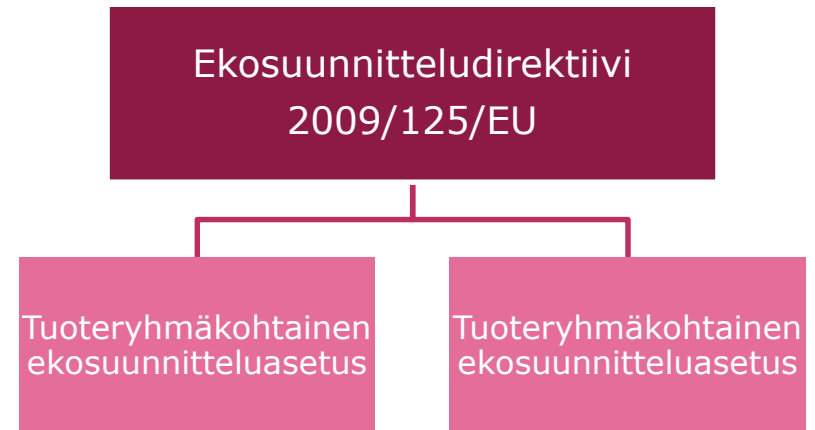 Ekosuunnitteludirektiivi
2009/125/EU
Tuoteryhmäkohtainen
ekosuunnitteluasetus
Tuoteryhmäkohtainen
ekosuunnitteluasetus